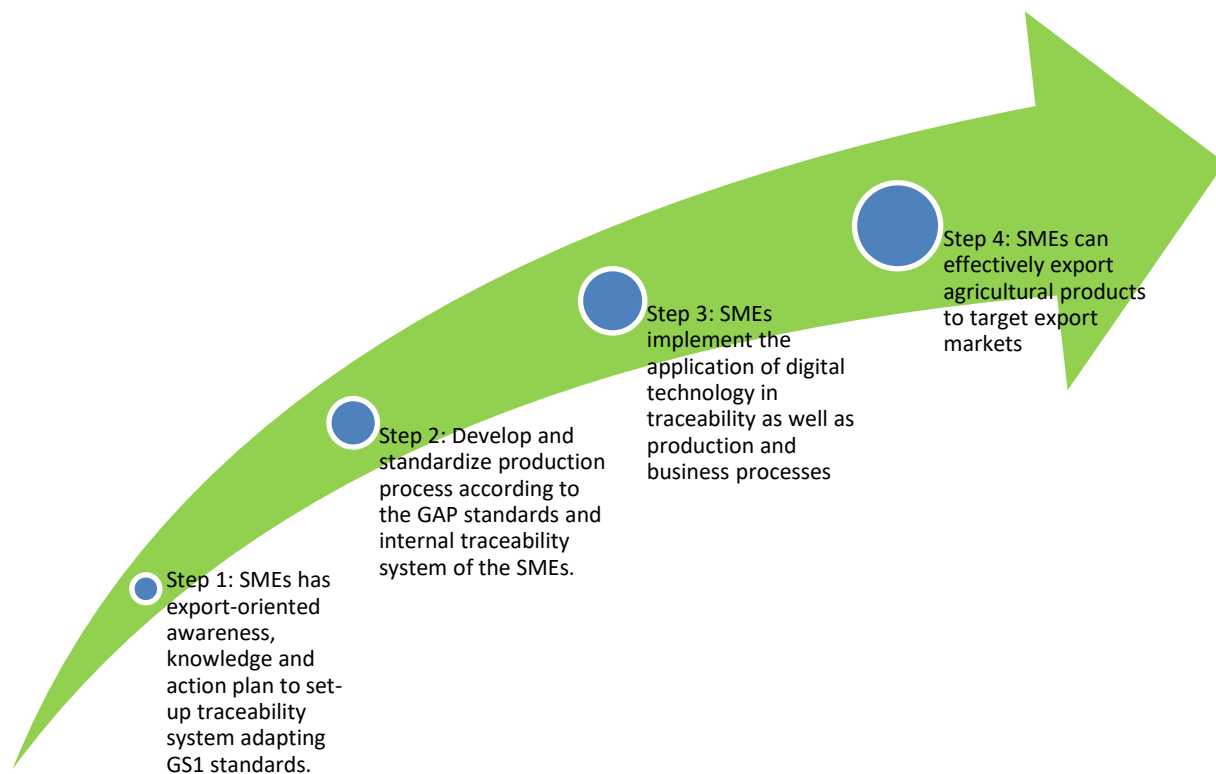 Step 1: SMEs has
export-oriented
awareness,
knowledge and
action plan to set-
up traceability
system adapting
GS1 standards.
Step 2: Develop and
standardize production
process according to
the GAP standards and
internal traceability
system of the SMEs.
Step 3: SMEs
implement the
application of digital
technology in
traceability as well as
production and
business processes
Step 4: SMEs can
effectively export
agricultural products
to target export
markets